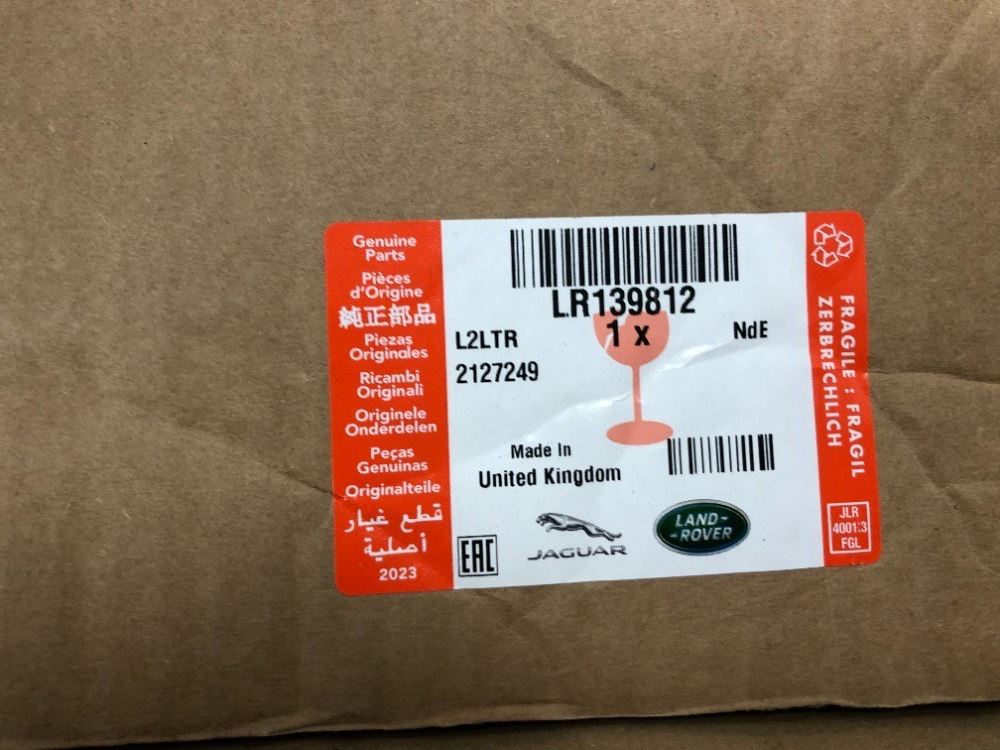 Genuine
Parts
Pièces
d'Origine
純正部品
Piezas
Originales
Ricambi
Originali
Originele
Onderdelen
Peças
Genuinas
Originalteile
قطع غيار
أصلية
2023
LR139812
1 x
NdE
L2LTR
2127249
Made In
United Kingdom
EAC
JAGUAR
LAND-
-ROVER
FRAGILE : FRAGIL
ZERBRECHLICH
JLR
4001:3
FGL